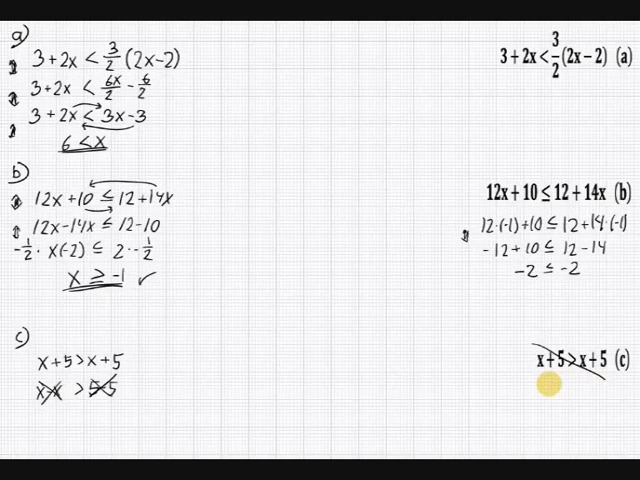 a)
3 + 2x < 3/2 (2x-2)
3 + 2x < 6x/2 - 6/2
3 + 2x < 3x - 3
6 < x
3 + 2x < 3/2 (2x − 2) (a)
b)
12x + 10 ≤ 12 + 14x
12x - 14x ≤ 12 - 10
-1/2 · x(-2) ≤ 2 · -1/2
x ≥ -1 ✓
12x + 10 ≤ 12 + 14x (b)
12·(-1) + 10 ≤ 12 + 14·(-1)
-12 + 10 ≤ 12 - 14
-2 ≤ -2
c)
x + 5 > x + 5
x - x > 5 - 5
x + 5 > x + 5 (c)